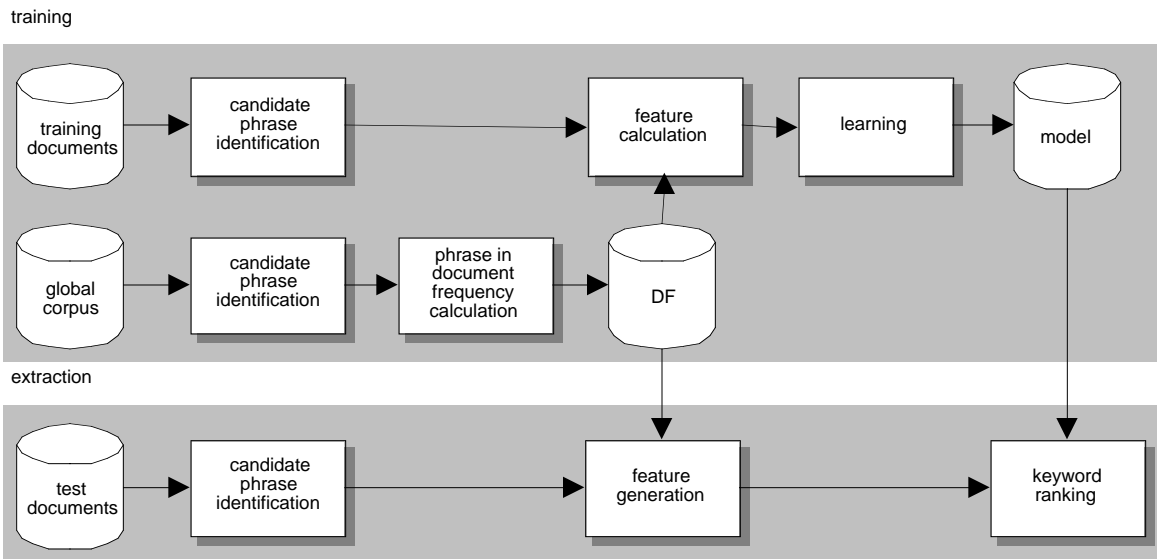 training
training
documents
candidate
phrase
identification
feature
calculation
learning
model
global
corpus
candidate
phrase
identification
phrase in
document
frequency
calculation
DF
extraction
test
documents
candidate
phrase
identification
feature
generation
keyword
ranking